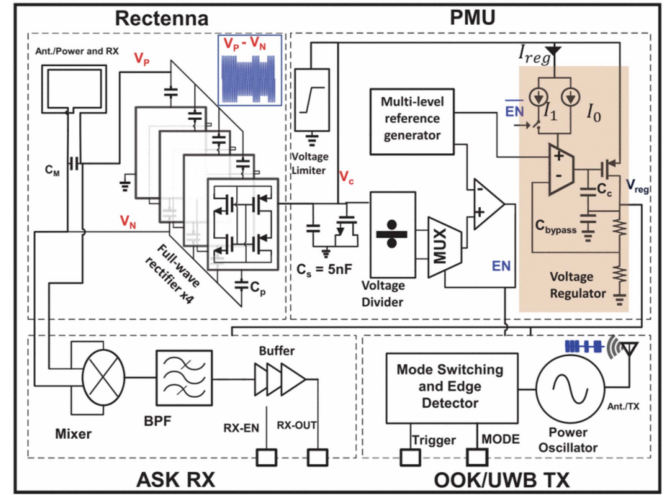 Rectenna
PMU
Ant./Power and RX
V_P
V_P - V_N
I_reg
EN
I_1
I_0
Multi-level
reference
generator
Voltage
Limiter
C_M
V_c
+
-
C_c
V_reg
V_N
-
+
C_bypass
MUX
EN
Full-wave
rectifier x4
C_p
C_s = 5nF
Voltage
Divider
Voltage
Regulator
Buffer
Mode Switching
and Edge
Detector
BPF
Mixer
RX-EN
RX-OUT
Trigger
MODE
Power
Oscillator
Ant./TX
ASK RX
OOK/UWB TX